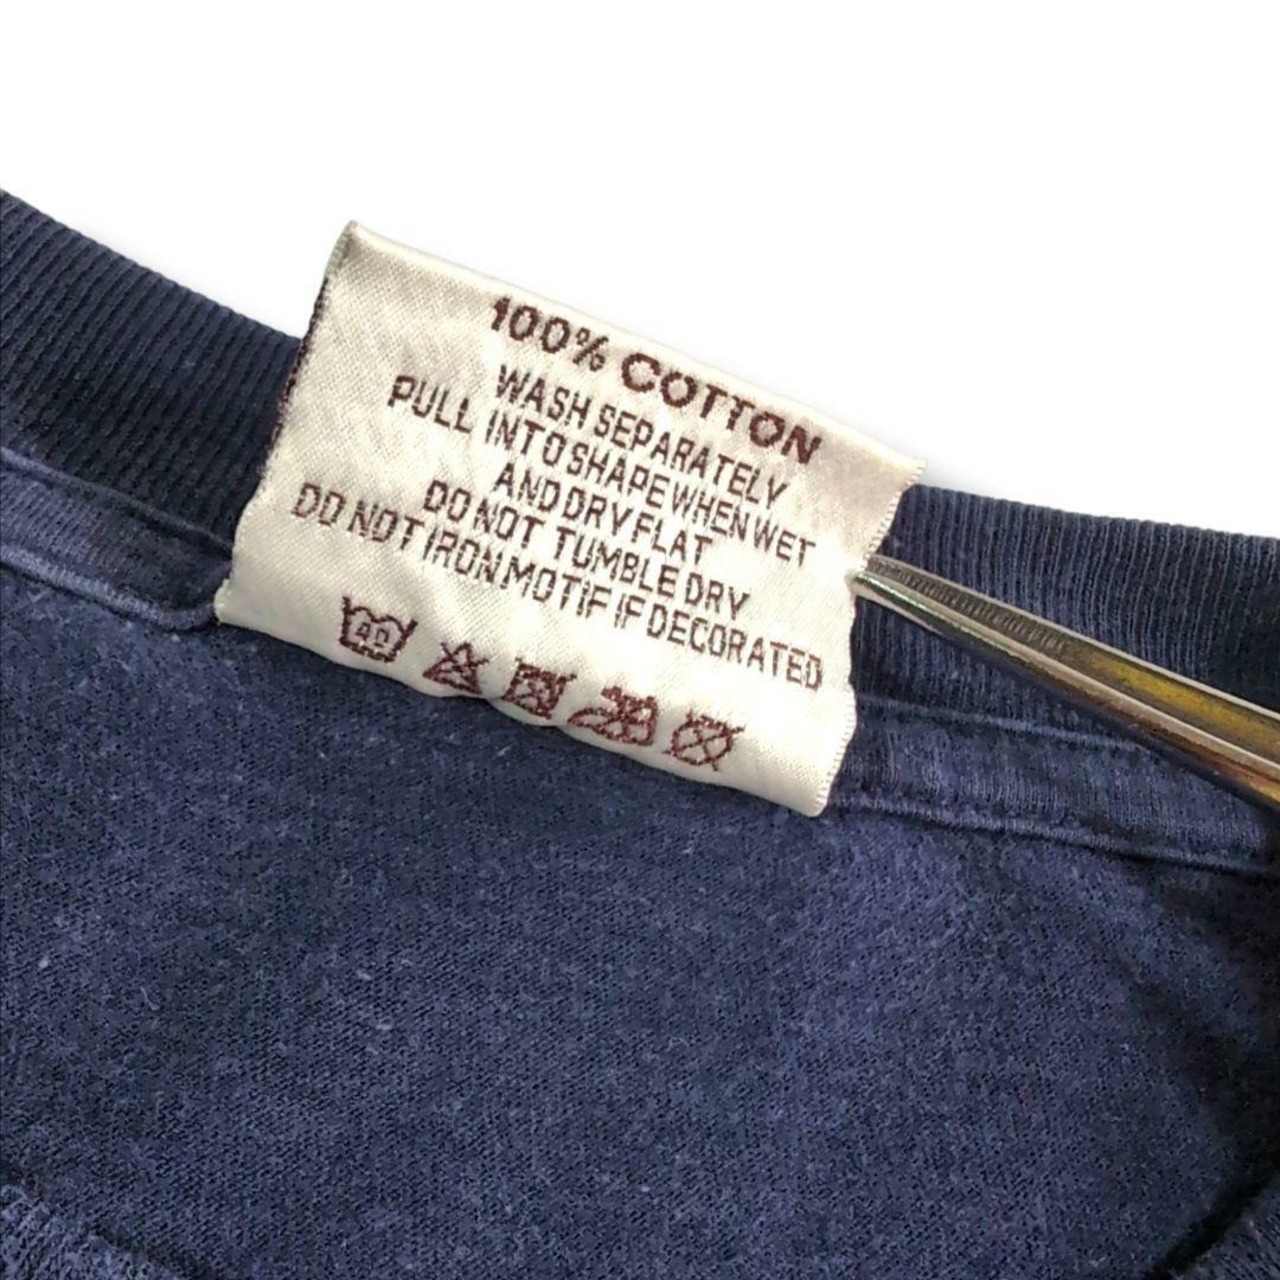 100% COTTON
WASH SEPARATELY
PULL INTO SHAPE WHEN WET
AND DRY FLAT
DO NOT TUMBLE DRY
DO NOT IRON MOTIF IF DECORATED
40